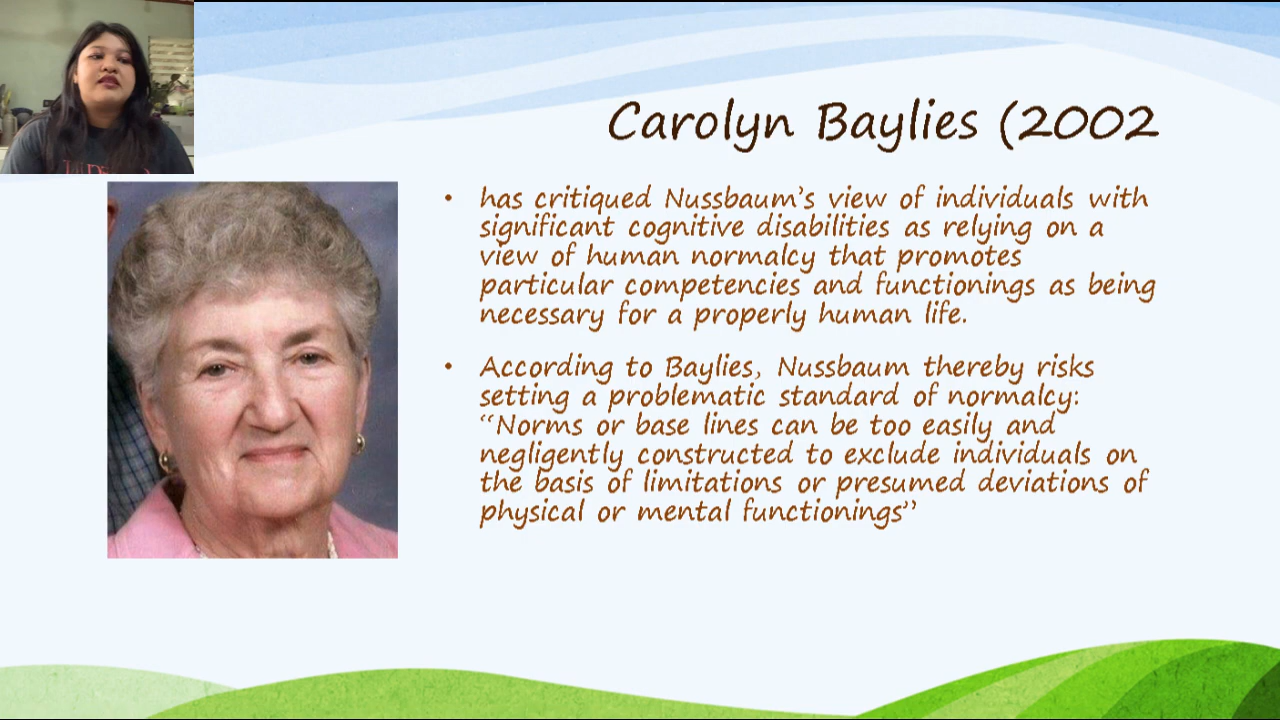 Carolyn Baylies (2002
• has critiqued Nussbaum's view of individuals with
significant cognitive disabilities as relying on a
view of human normalcy that promotes
particular competencies and functionings as being
necessary for a properly human life.
• According to Baylies, Nussbaum thereby risks
setting a problematic standard of normalcy:
“Norms or base lines can be too easily and
negligently constructed to exclude individuals on
the basis of limitations or presumed deviations of
physical or mental functionings”